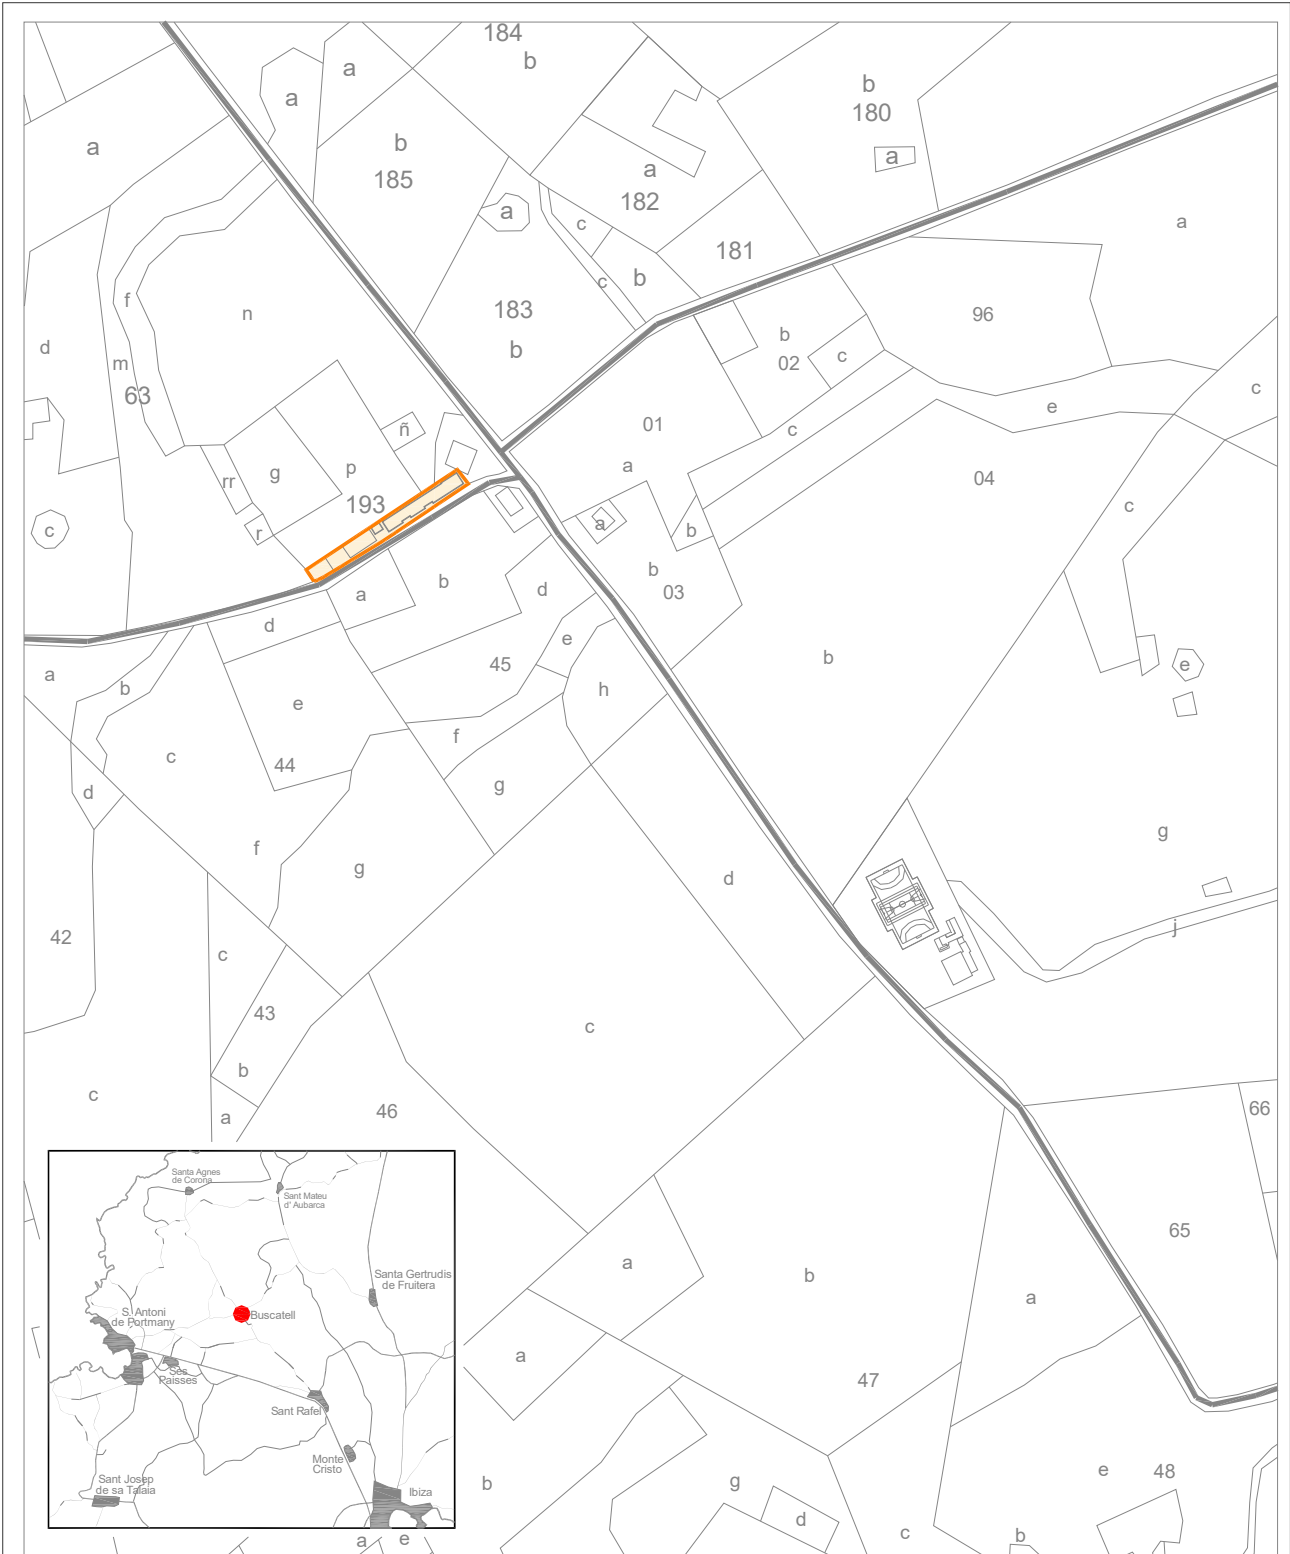 184
b
a
a
b
180
a
b
185
a
a
182
a
a
c
181
a
b
c
f
n
183
b
96
d
m
63
b
02
c
c
e
01
c
ñ
a
g
p
rr
193
04
r
c
c
a
b
b
b
03
a
b
d
d
e
45
b
a
b
h
e
e
f
c
44
g
d
f
g
d
g
42
c
j
43
c
b
c
a
46
66
65
Santa Agnes
de Corona
Sant Mateu
d' Aubarca
Santa Gertrudis
de Fruitera
S. Antoni
de Portmany
Buscatell
Ses
Paisses
Sant Rafel
Monte
Cristo
Sant Josep
de sa Talaia
Ibiza
a
b
a
a
47
b
g
e
48
d
c
b
a
e